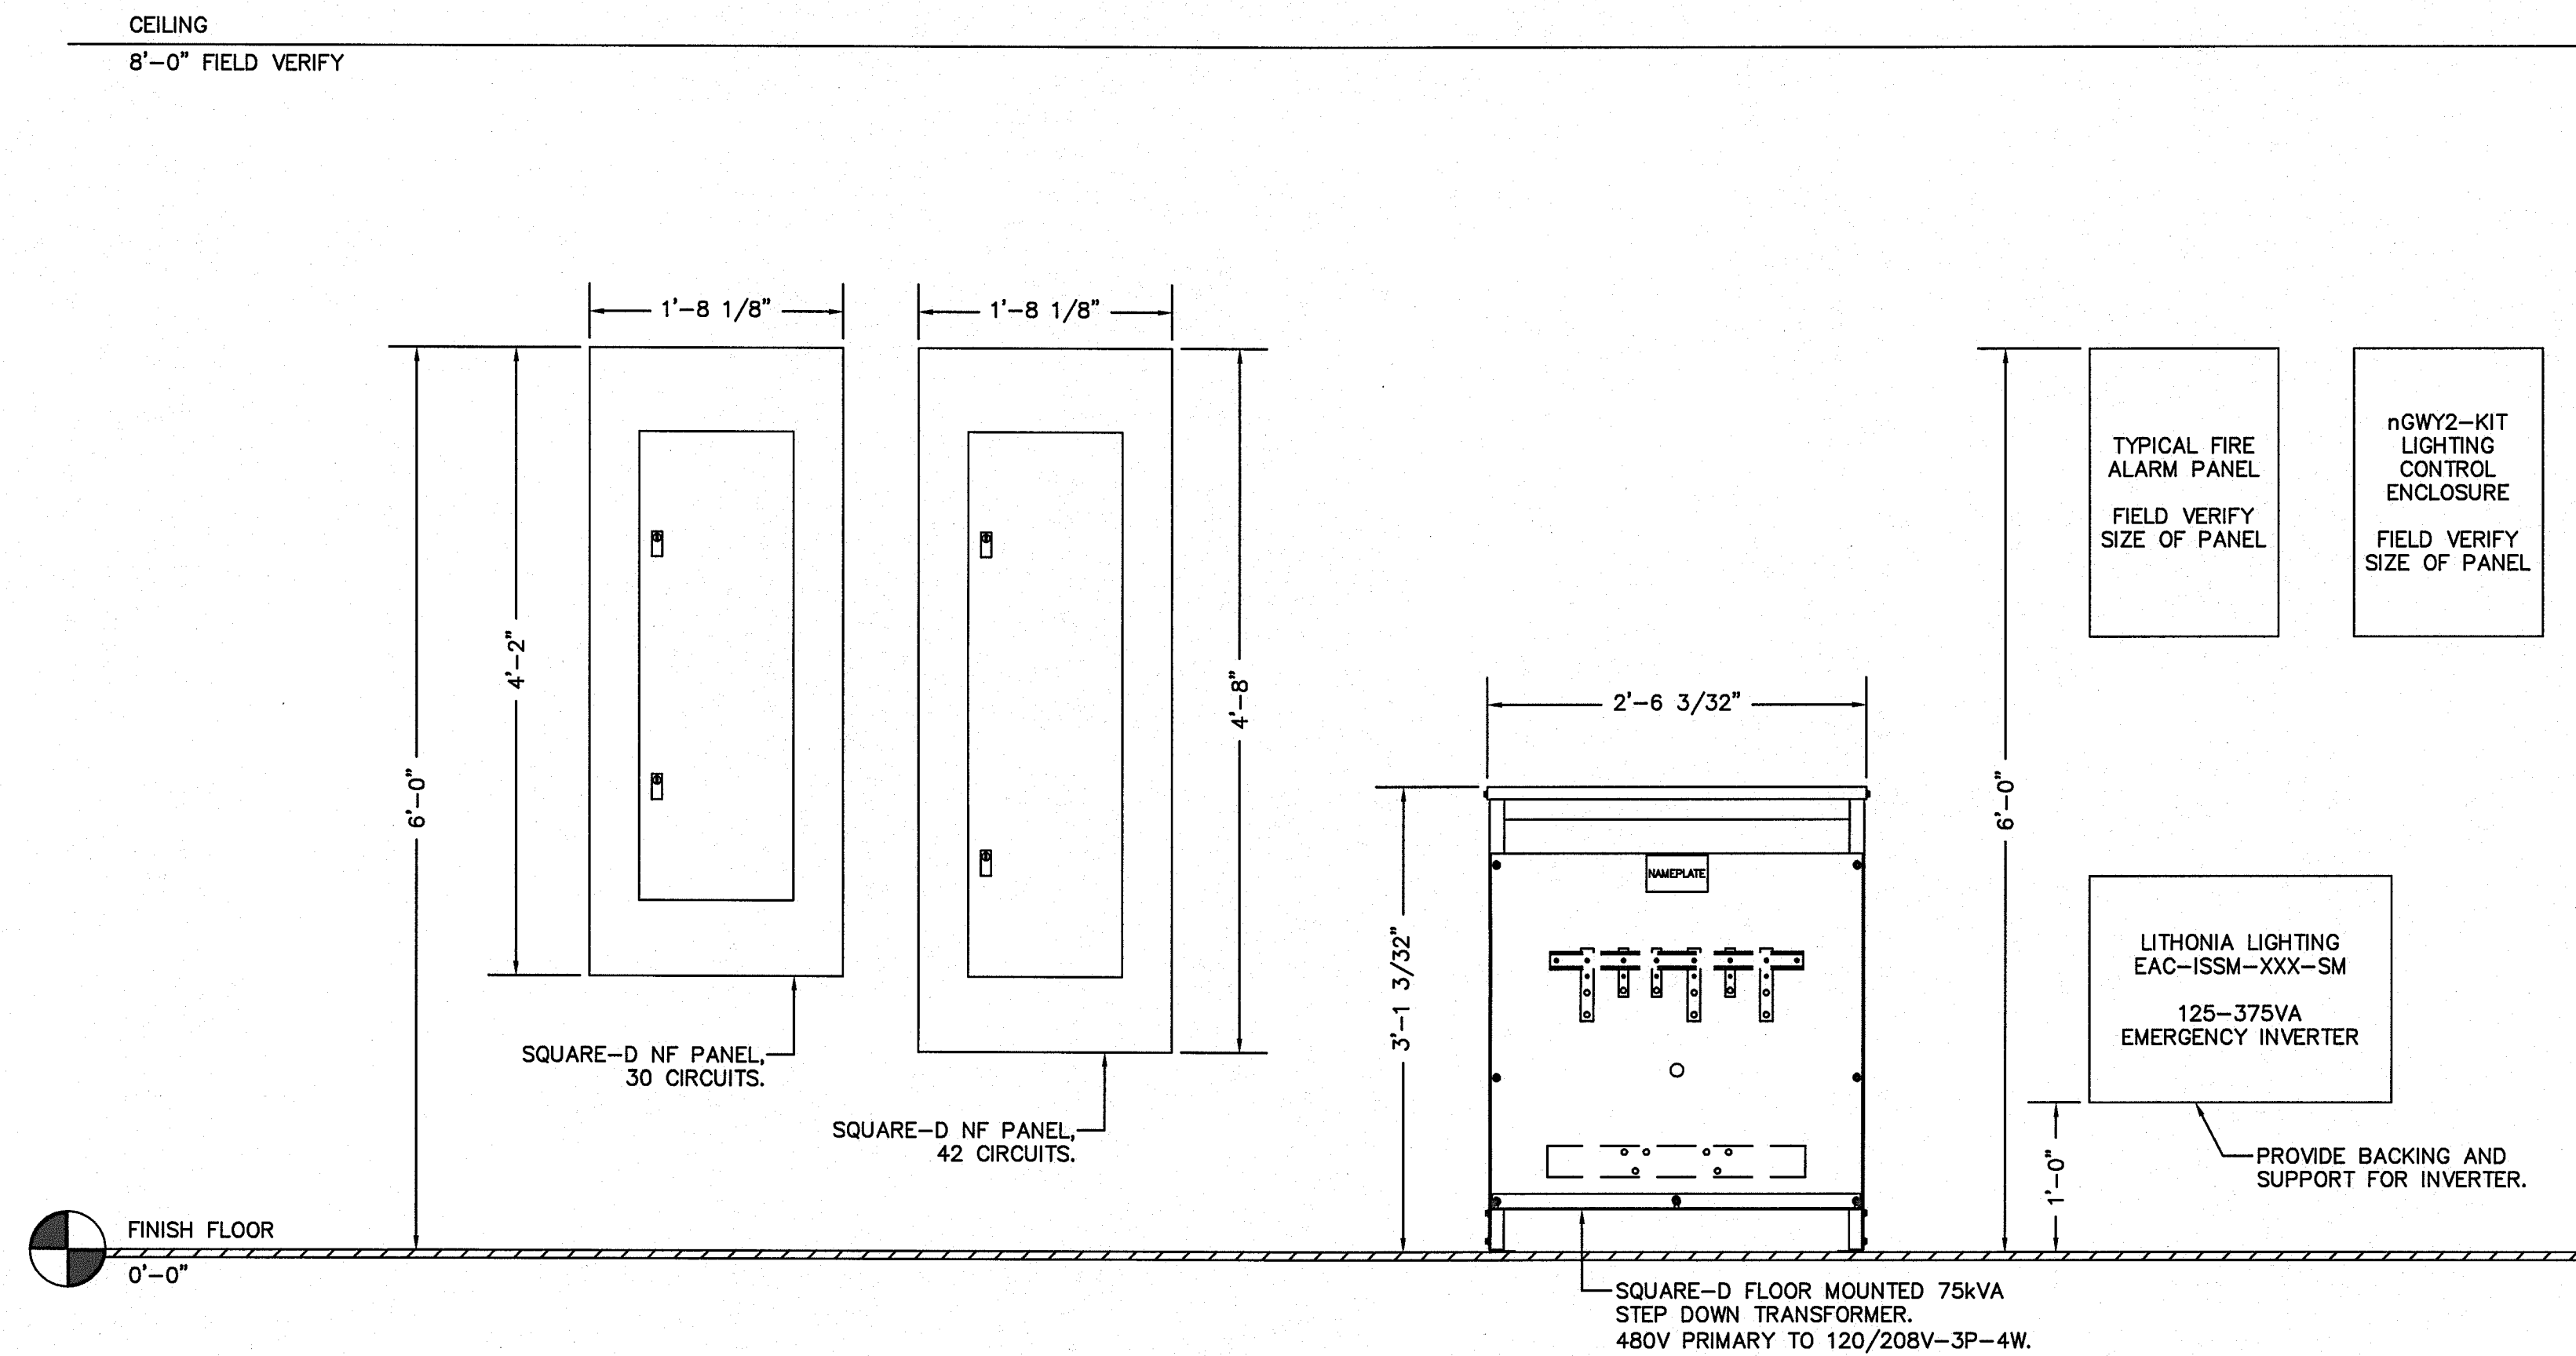 CEILING
8'-0" FIELD VERIFY
1'-8 1/8"
1'-8 1/8"
6'-0"
4'-2"
4'-8"
SQUARE-D NF PANEL,
30 CIRCUITS.
SQUARE-D NF PANEL,
42 CIRCUITS.
2'-6 3/32"
3'-1 3/32"
NAMEPLATE
6'-0"
TYPICAL FIRE
ALARM PANEL
FIELD VERIFY
SIZE OF PANEL
nGWY2-KIT
LIGHTING
CONTROL
ENCLOSURE
FIELD VERIFY
SIZE OF PANEL
LITHONIA LIGHTING
EAC-ISSM-XXX-SM
125-375VA
EMERGENCY INVERTER
1'-0"
PROVIDE BACKING AND
SUPPORT FOR INVERTER.
FINISH FLOOR
0'-0"
SQUARE-D FLOOR MOUNTED 75kVA
STEP DOWN TRANSFORMER.
480V PRIMARY TO 120/208V-3P-4W.